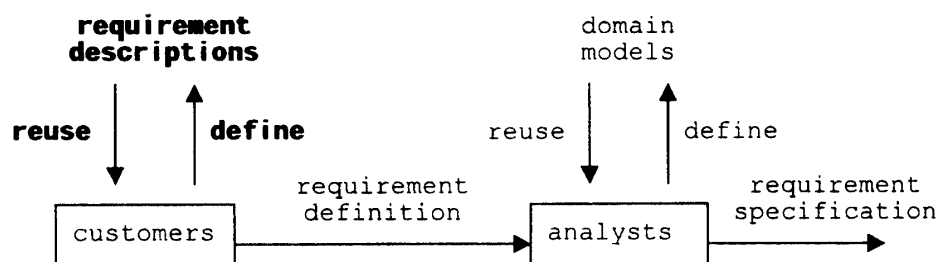 requirement
descriptions
domain
models
reuse
define
reuse
define
requirement
definition
requirement
specification
customers
analysts